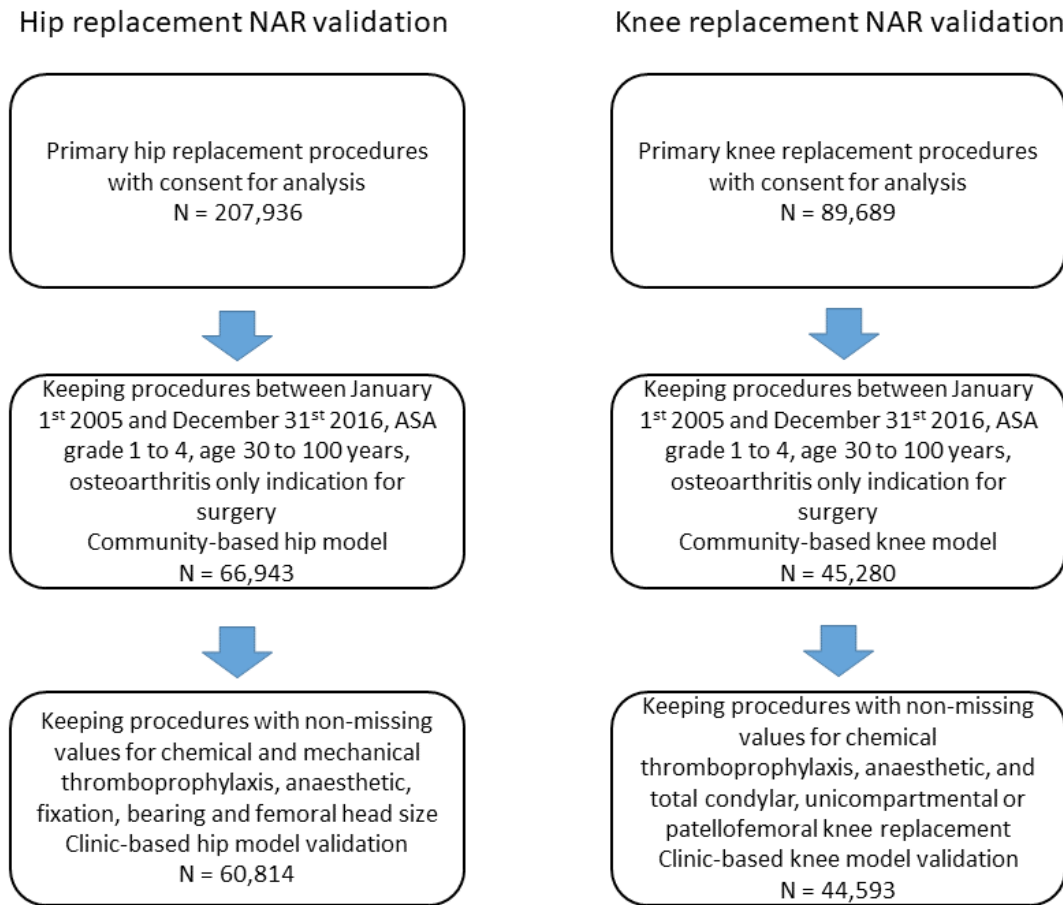 Hip replacement NAR validation
Primary hip replacement procedures
with consent for analysis
N = 207,936
Keeping procedures between January
1st 2005 and December 31st 2016, ASA
grade 1 to 4, age 30 to 100 years,
osteoarthritis only indication for
surgery
Community-based hip model
N = 66,943
Keeping procedures with non-missing
values for chemical and mechanical
thromboprophylaxis, anaesthetic,
fixation, bearing and femoral head size
Clinic-based hip model validation
N = 60,814
Knee replacement NAR validation
Primary knee replacement procedures
with consent for analysis
N = 89,689
Keeping procedures between January
1st 2005 and December 31st 2016, ASA
grade 1 to 4, age 30 to 100 years,
osteoarthritis only indication for
surgery
Community-based knee model
N = 45,280
Keeping procedures with non-missing
values for chemical
thromboprophylaxis, anaesthetic, and
total condylar, unicompartmental or
patellofemoral knee replacement
Clinic-based knee model validation
N = 44,593